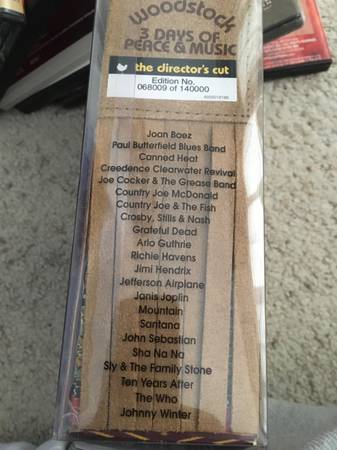 woodstock
3 DAYS OF
PEACE & MUSIC
the director's cut
Edition No.
068009 of 140000
Joan Baez
Paul Butterfield Blues Band
Canned Heat
Creedence Clearwater Revival
Joe Cocker & The Grease Band
Country Joe McDonald
Country Joe & The Fish
Crosby, Stills & Nash
Grateful Dead
Arlo Guthrie
Richie Havens
Jimi Hendrix
Jefferson Airplane
Janis Joplin
Mountain
Santana
John Sebastian
Sha Na Na
Sly & The Family Stone
Ten Years After
The Who
Johnny Winter